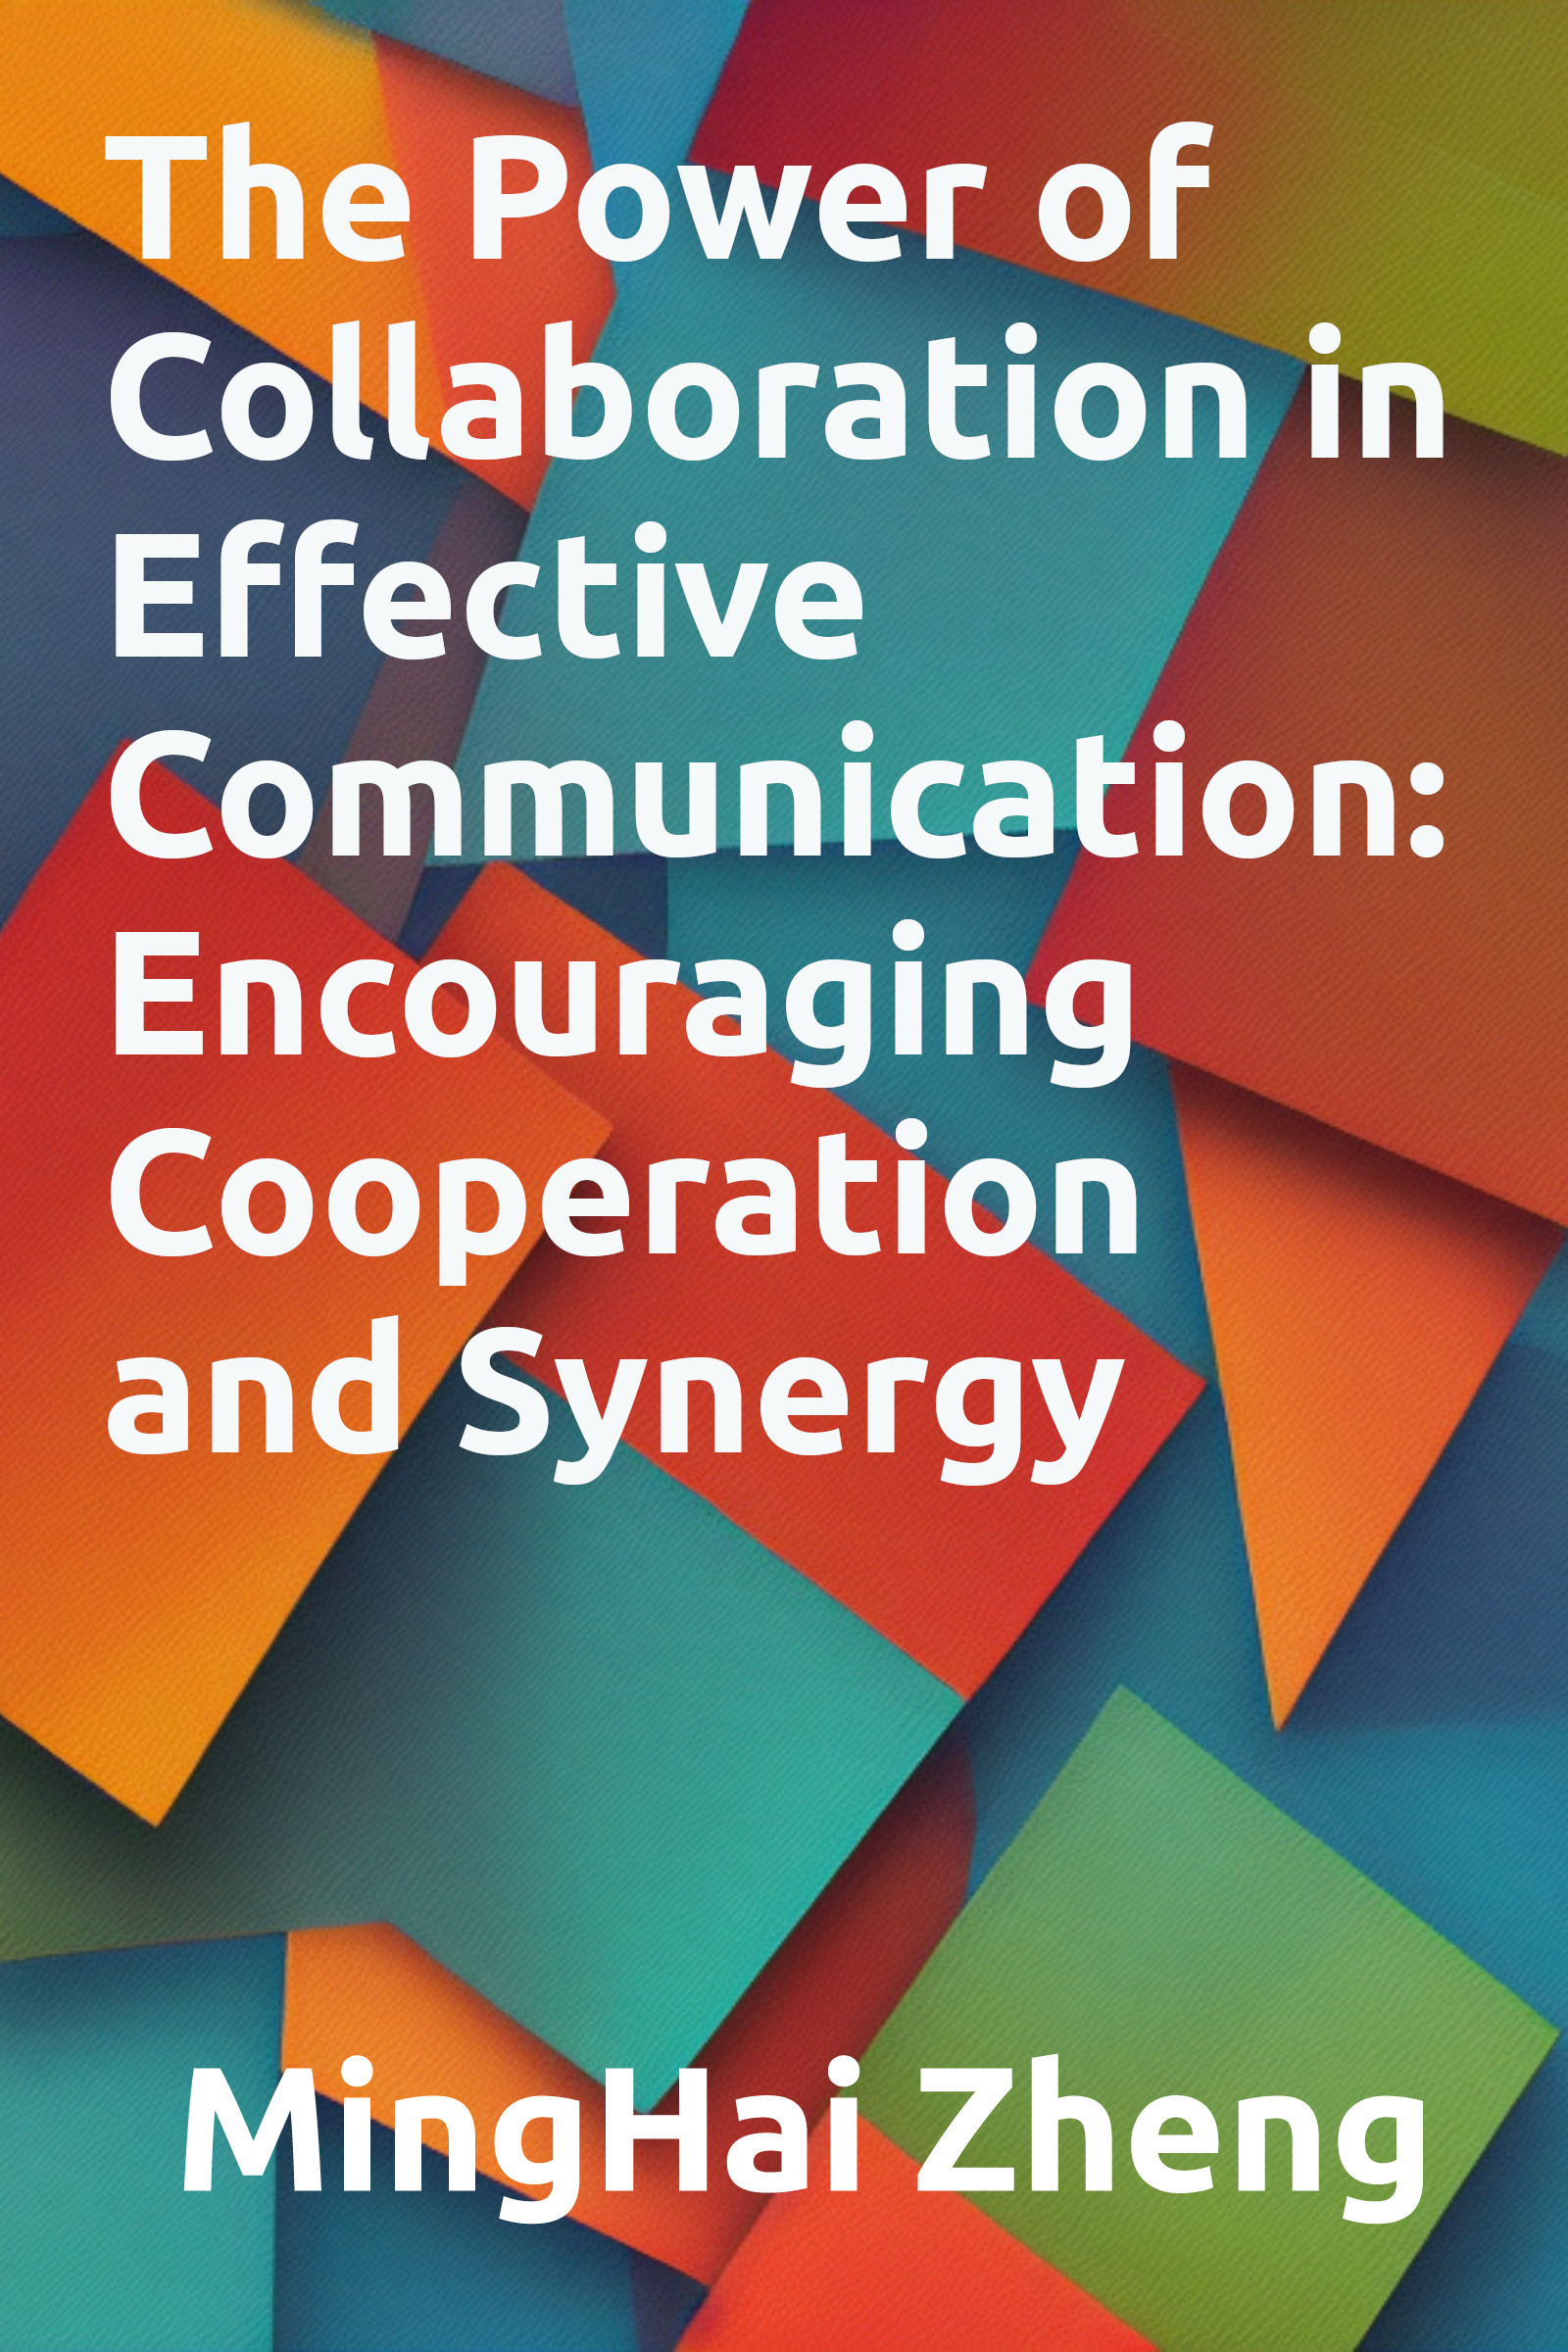 The Power of
Collaboration in
Effective
Communication:
Encouraging
Cooperation
and Synergy
MingHai Zheng